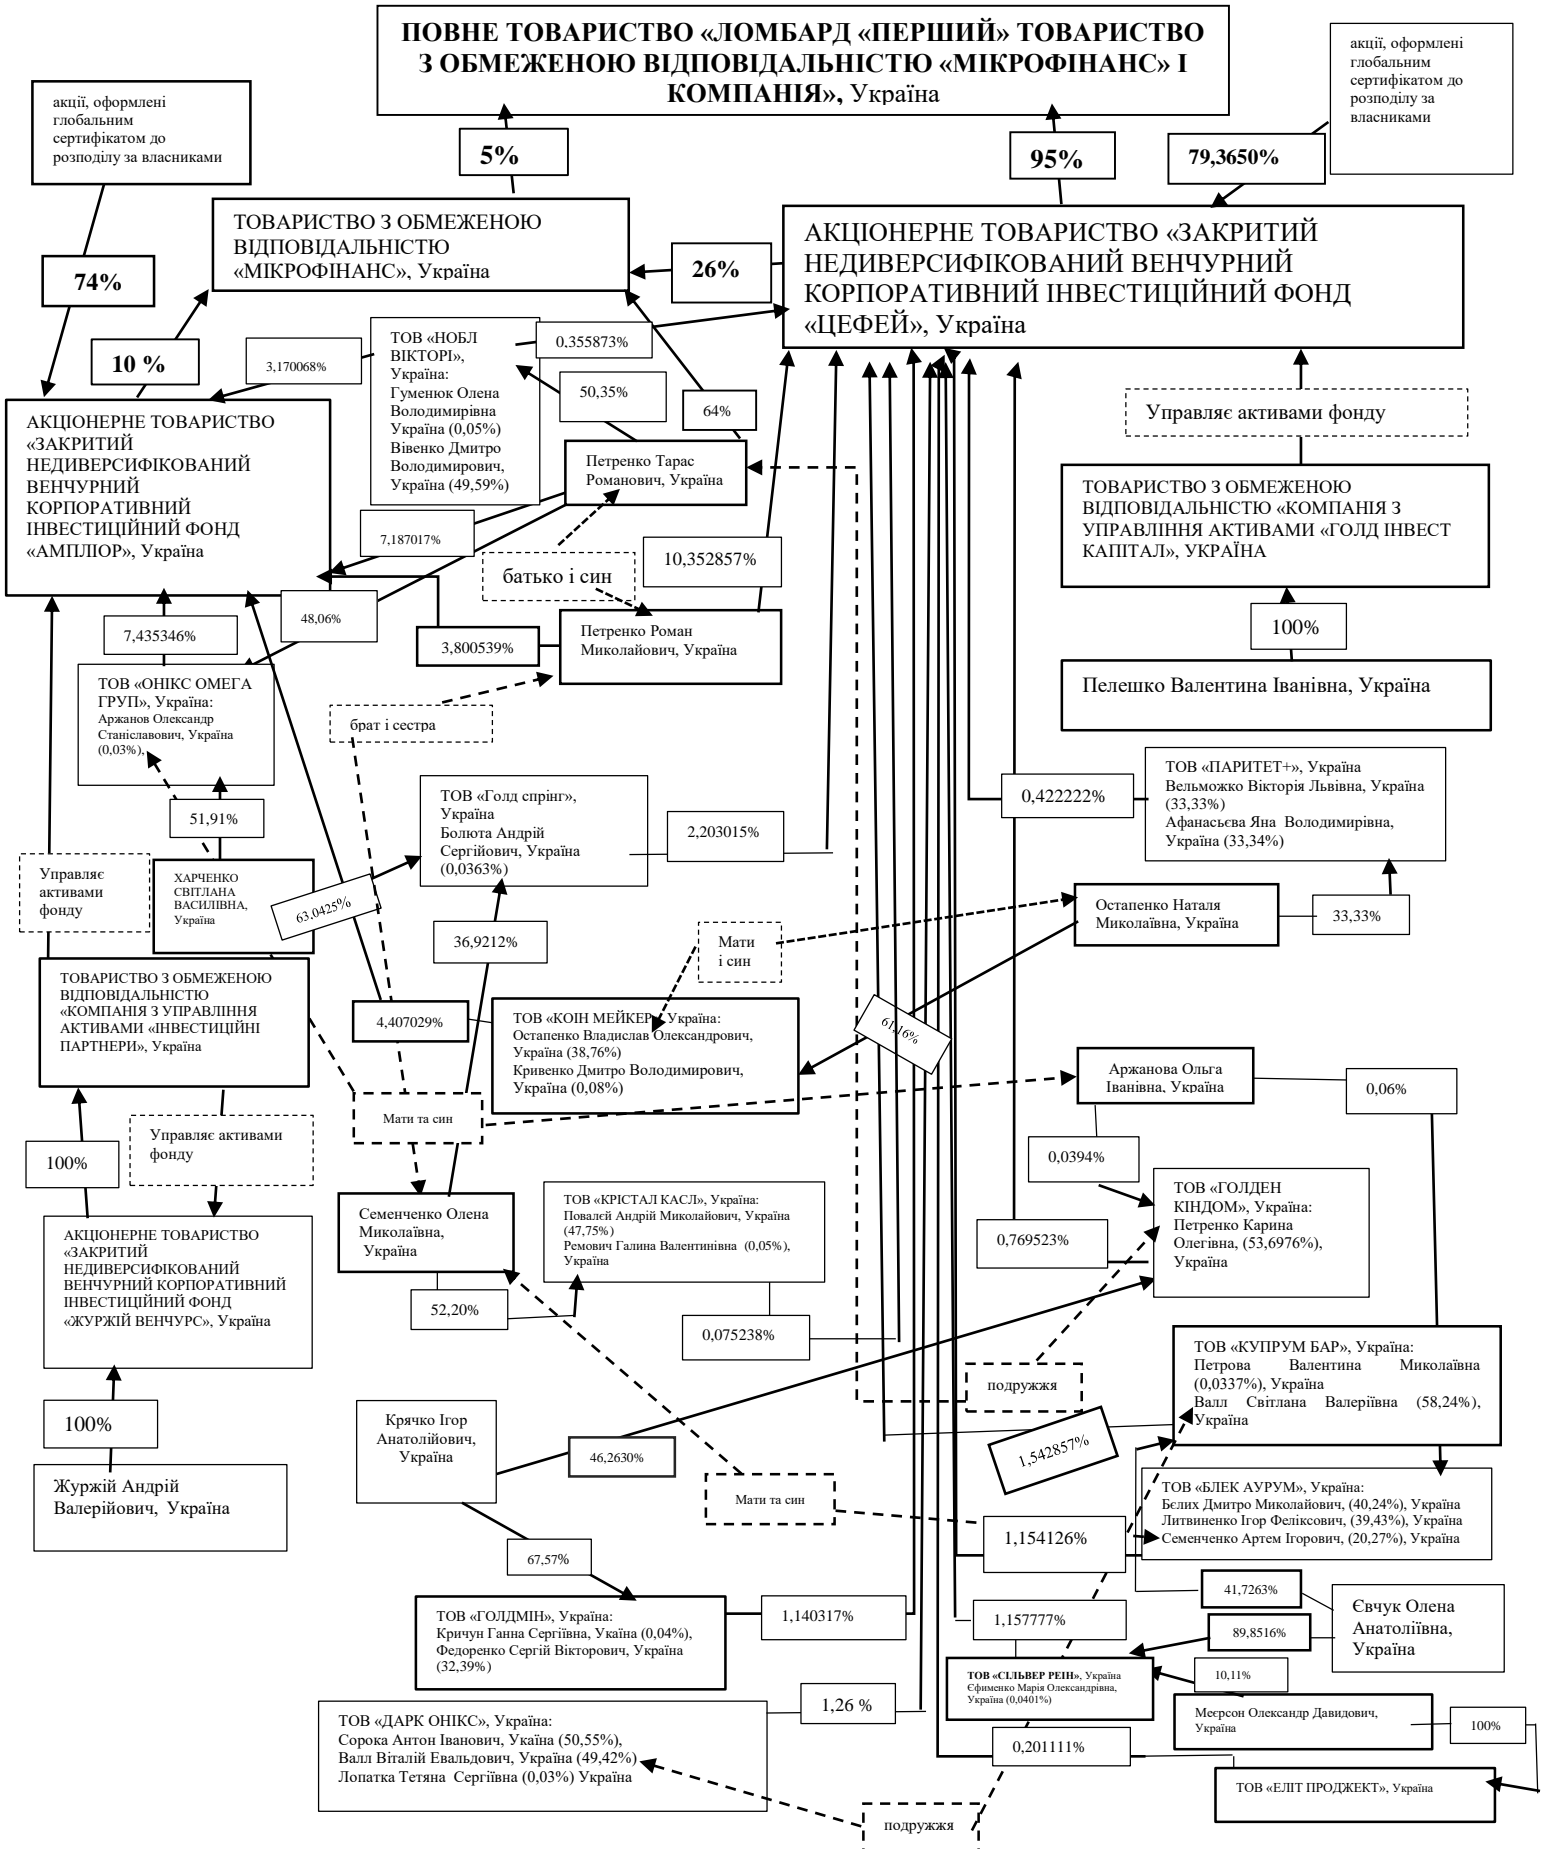 ПОВНЕ ТОВАРИСТВО «ЛОМБАРД «ПЕРШИЙ» ТОВАРИСТВО
З ОБМЕЖЕНОЮ ВІДПОВІДАЛЬНІСТЮ «МІКРОФІНАНС» І
КОМПАНІЯ», Україна
акції, оформлені
глобальним
сертифікатом до
розподілу за
власниками
акції, оформлені
глобальним
сертифікатом до
розподілу за власниками
5%
95%
79,3650%
ТОВАРИСТВО З ОБМЕЖЕНОЮ
ВІДПОВІДАЛЬНІСТЮ
«МІКРОФІНАНС», Україна
АКЦІОНЕРНЕ ТОВАРИСТВО «ЗАКРИТИЙ
НЕДИВЕРСИФІКОВАНИЙ ВЕНЧУРНИЙ
КОРПОРАТИВНИЙ ІНВЕСТИЦІЙНИЙ ФОНД
«ЦЕФЕЙ», Україна
74%
26%
10 %
3,170068%
ТОВ «НОБЛ
ВІКТОРІ»,
Україна:
Гуменюк Олена
Володимирівна
Україна (0,05%)
Вівенко Дмитро
Володимирович,
Україна (49,59%)
0,355873%
50,35%
64%
Управляє активами фонду
АКЦІОНЕРНЕ ТОВАРИСТВО
«ЗАКРИТИЙ
НЕДИВЕРСИФІКОВАНИЙ
ВЕНЧУРНИЙ
КОРПОРАТИВНИЙ
ІНВЕСТИЦІЙНИЙ ФОНД
«АМПЛІОР», Україна
Петренко Тарас
Романович, Україна
ТОВАРИСТВО З ОБМЕЖЕНОЮ
ВІДПОВІДАЛЬНІСТЮ «КОМПАНІЯ З
УПРАВЛІННЯ АКТИВАМИ «ГОЛД ІНВЕСТ
КАПІТАЛ», УКРАЇНА
7,187017%
10,352857%
батько і син
48,06%
7,435346%
3,800539%
Петренко Роман
Миколайович, Україна
100%
ТОВ «ОНІКС ОМЕГА
ГРУП», Україна:
Аржанов Олександр
Станіславович, Україна
(0,03%),
Пелешко Валентина Іванівна, Україна
брат і сестра
51,91%
ТОВ «Голд спрінг»,
Україна
Болюта Андрій
Сергійович, Україна
(0,0363%)
2,203015%
0,422222%
ТОВ «ПАРИТЕТ+», Україна
Вельможко Вікторія Львівна, Україна
(33,33%)
Афанасьєва Яна Володимирівна,
Україна (33,34%)
Управляє
активами
фонду
ХАРЧЕНКО
СВІТЛАНА
ВАСИЛІВНА,
Україна
63,0425%
36,9212%
Мати
і син
Остапенко Наталя
Миколаївна, Україна
33,33%
ТОВАРИСТВО З ОБМЕЖЕНОЮ
ВІДПОВІДАЛЬНІСТЮ
«КОМПАНІЯ З УПРАВЛІННЯ
АКТИВАМИ «ІНВЕСТИЦІЙНІ
ПАРТНЕРИ», Україна
4,407029%
ТОВ «КОІН МЕЙКЕР», Україна:
Остапенко Владислав Олександрович,
Україна (38,76%)
Кривенко Дмитро Володимирович,
Україна (0,08%)
61,16%
Аржанова Ольга
Іванівна, Україна
0,06%
Мати та син
100%
Управляє активами
фонду
0,0394%
Семенченко Олена
Миколаївна,
Україна
ТОВ «КРІСТАЛ КАСЛ», Україна:
Повалєй Андрій Миколайович, Україна
(47,75%)
Ремович Галина Валентинівна (0,05%),
Україна
ТОВ «ГОЛДЕН
КІНДОМ», Україна:
Петренко Карина
Олегівна, (53,6976%),
Україна
0,769523%
АКЦІОНЕРНЕ ТОВАРИСТВО
«ЗАКРИТИЙ
НЕДИВЕРСИФІКОВАНИЙ
ВЕНЧУРНИЙ КОРПОРАТИВНИЙ
ІНВЕСТИЦІЙНИЙ ФОНД
«ЖУРЖІЙ ВЕНЧУРС», Україна
52,20%
0,075238%
подружжя
ТОВ «КУПРУМ БАР», Україна:
Петрова Валентина Миколаївна
(0,0337%), Україна
Валл Світлана Валеріївна (58,24%),
Україна
100%
Крячко Ігор
Анатолійович,
Україна
46,2630%
1,542857%
Журжій Андрій
Валерійович, Україна
Мати та син
1,154126%
ТОВ «БЛЕК АУРУМ», Україна:
Бєлих Дмитро Миколайович, (40,24%), Україна
Литвиненко Ігор Феліксович, (39,43%), Україна
Семенченко Артем Ігорович, (20,27%), Україна
67,57%
41,7263%
Євчук Олена
Анатоліївна,
Україна
ТОВ «ГОЛДМІН», Україна:
Кричун Ганна Сергіївна, Укаїна (0,04%),
Федоренко Сергій Вікторович, Україна
(32,39%)
1,140317%
1,157777%
89,8516%
ТОВ «СІЛЬВЕР РЕІН», Україна
Єфименко Марія Олександрівна,
Україна (0,0401%)
10,11%
Меєрсон Олександр Давидович,
Україна
100%
ТОВ «ДАРК ОНІКС», Україна:
Сорока Антон Іванович, Укаїна (50,55%),
Валл Віталій Евальдович, Україна (49,42%)
Лопатка Тетяна Сергіївна (0,03%) Україна
1,26 %
0,201111%
ТОВ «ЕЛІТ ПРОДЖЕКТ», Україна
подружжя